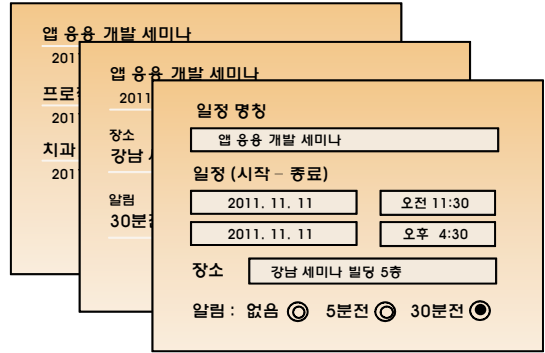 앱 응용 개발 세미나
201
프로
201
치과
201
앱 응용 개발 세미나
2011
장소
강남
알림
30분
일정 명칭
앱 응용 개발 세미나
일정 (시작 – 종료)
2011. 11. 11 오전 11:30
2011. 11. 11 오후 4:30
장소 강남 세미나 빌딩 5층
알림 : 없음 5분전 30분전